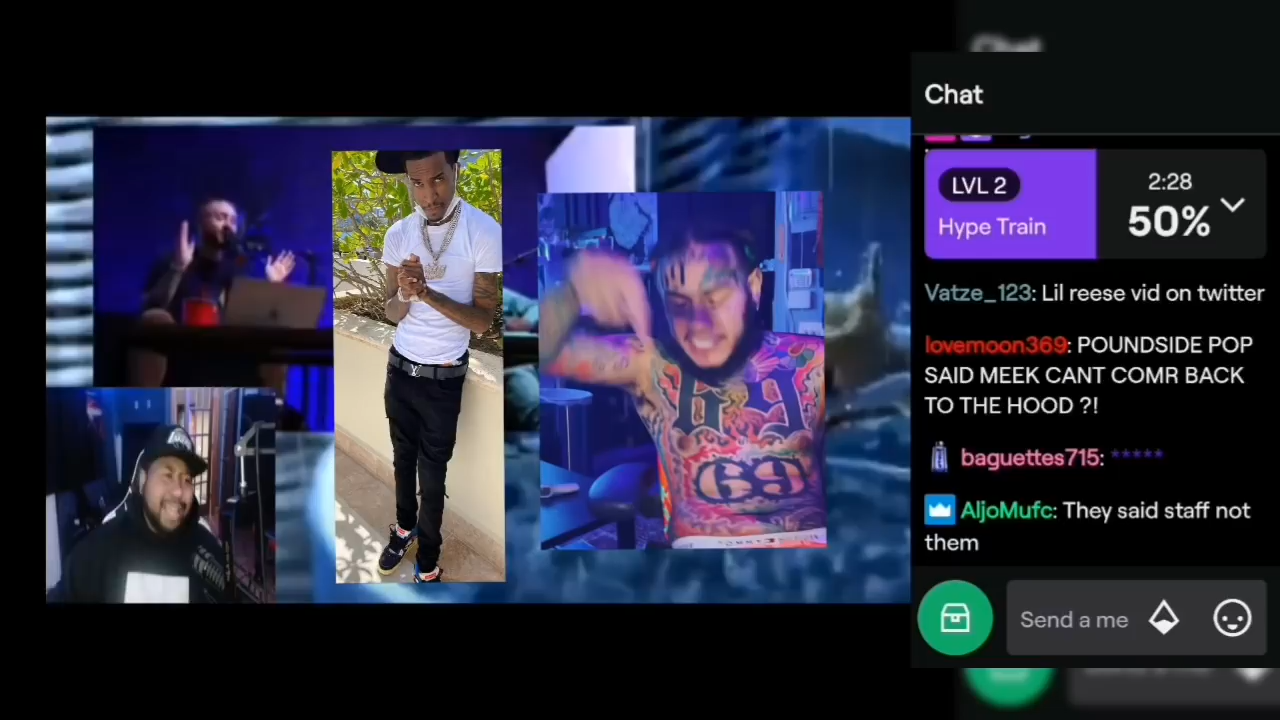 Chat
LVL 2
Hype Train
2:28
50%
Vatze_123: Lil reese vid on twitter
lovemoon369: POUNDSIDE POP
SAID MEEK CANT COMR BACK
TO THE HOOD ?!
baguettes715: *****
AljoMufc: They said staff not
them
Send a me
69
69